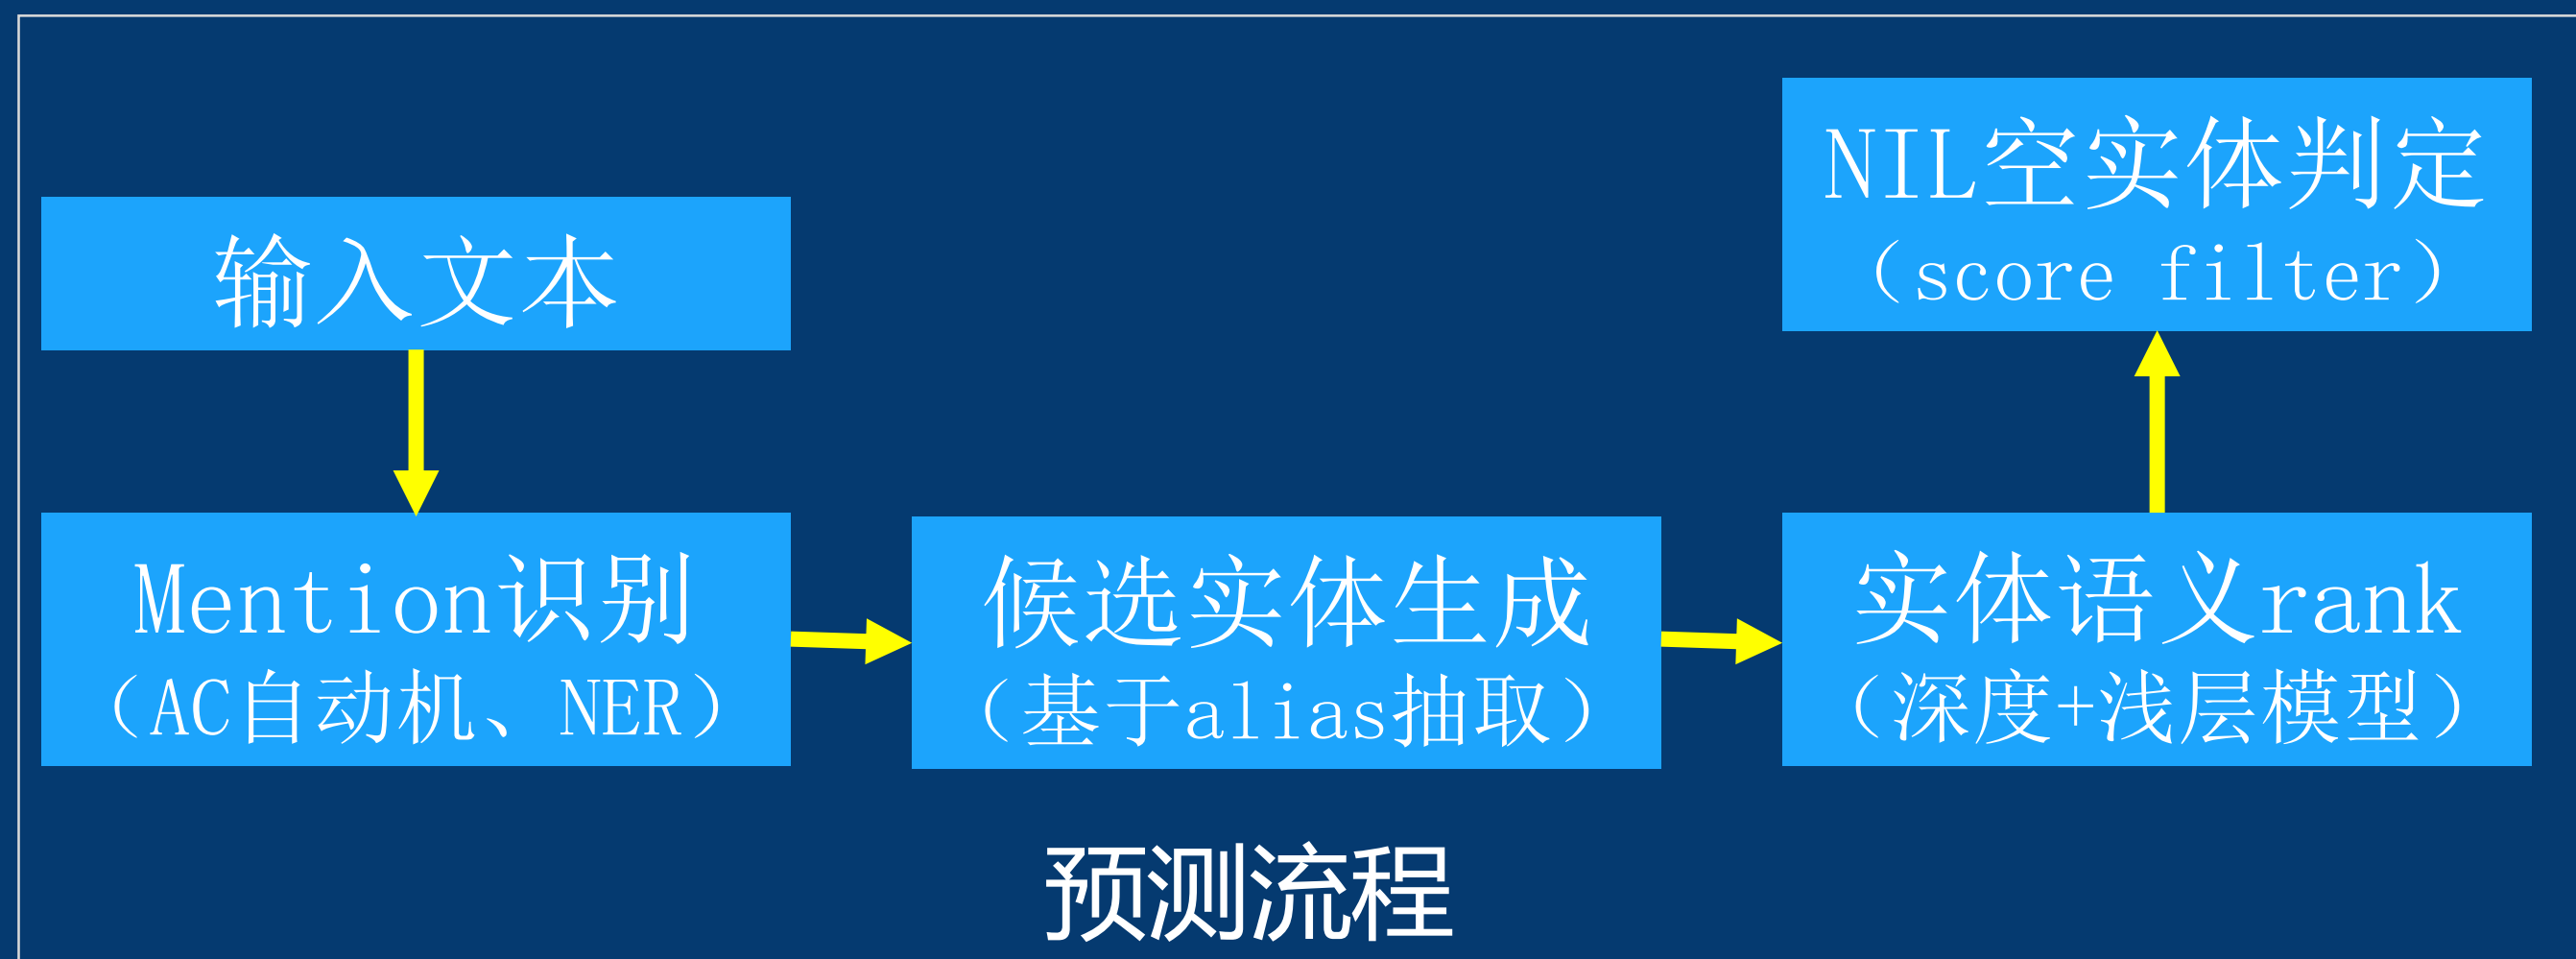 输入文本
Mention识别
（AC自动机、NER）
候选实体生成
（基于alias抽取）
实体语义rank
（深度+浅层模型）
NIL空实体判定
（score filter）
预测流程